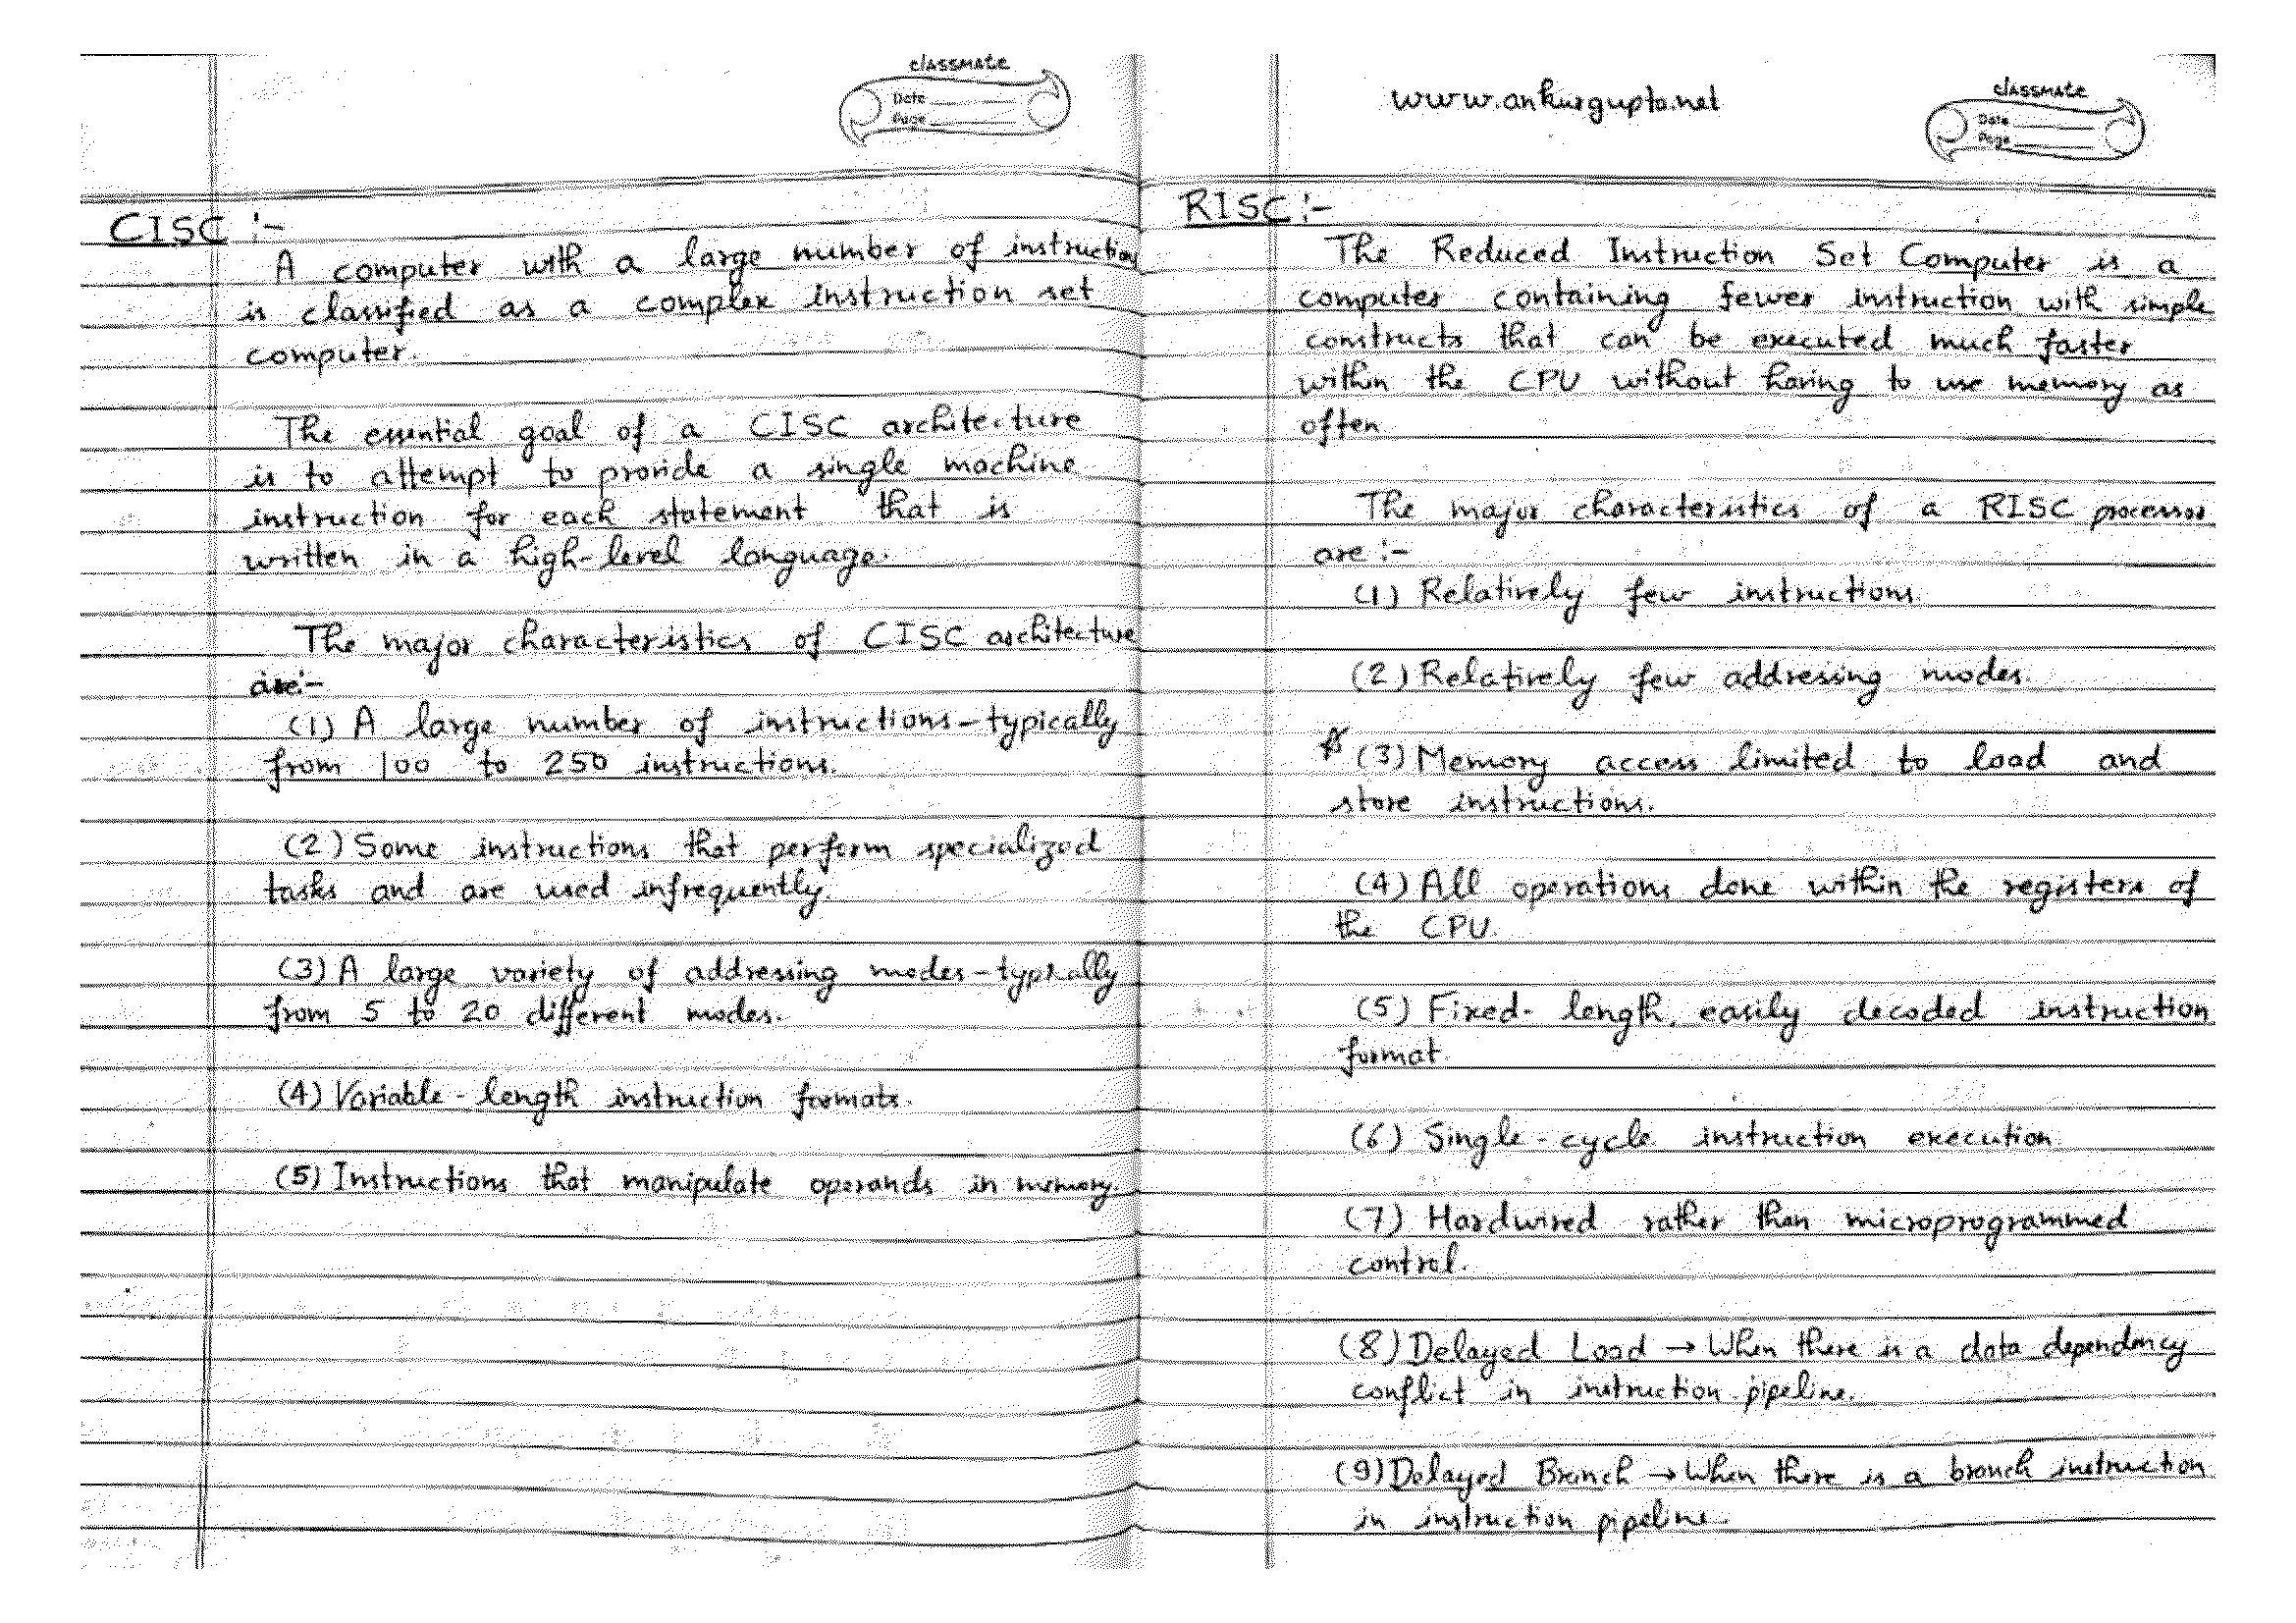 classmate
Date
Page
CISC :-
A computer with a large number of instruction
is classified as a complex instruction set
computer.
The essential goal of a CISC architecture
is to attempt to provide a single machine
instruction for each statement that is
written in a high-level language.
The major characteristics of CISC architecture
are:-
(1) A large number of instructions - typically
from 100 to 250 instructions.
(2) Some instructions that perform specialized
tasks and are used infrequently.
(3) A large variety of addressing modes - typically
from 5 to 20 different modes.
(4) Variable - length instruction formats.
(5) Instructions that manipulate operands in memory.
www.ankurgupta.net
classmate
Date
Page
RISC :-
The Reduced Instruction Set Computer is a
computer containing fewer instruction with simple
constructs that can be executed much faster
within the CPU without having to use memory as
often
The major characteristics of a RISC processor
are :-
(1) Relatively few instructions
(2) Relatively few addressing modes.
(3) Memory access limited to load and
store instructions.
(4) All operations done within the registers of
the CPU.
(5) Fixed- length, easily decoded instruction
format
(6) Single - cycle instruction execution
(7) Hardwired rather than microprogrammed
control.
(8) Delayed Load → When there is a data dependency
conflict in instruction pipeline.
(9) Delayed Branch → When there is a branch instruction
in instruction pipeline.